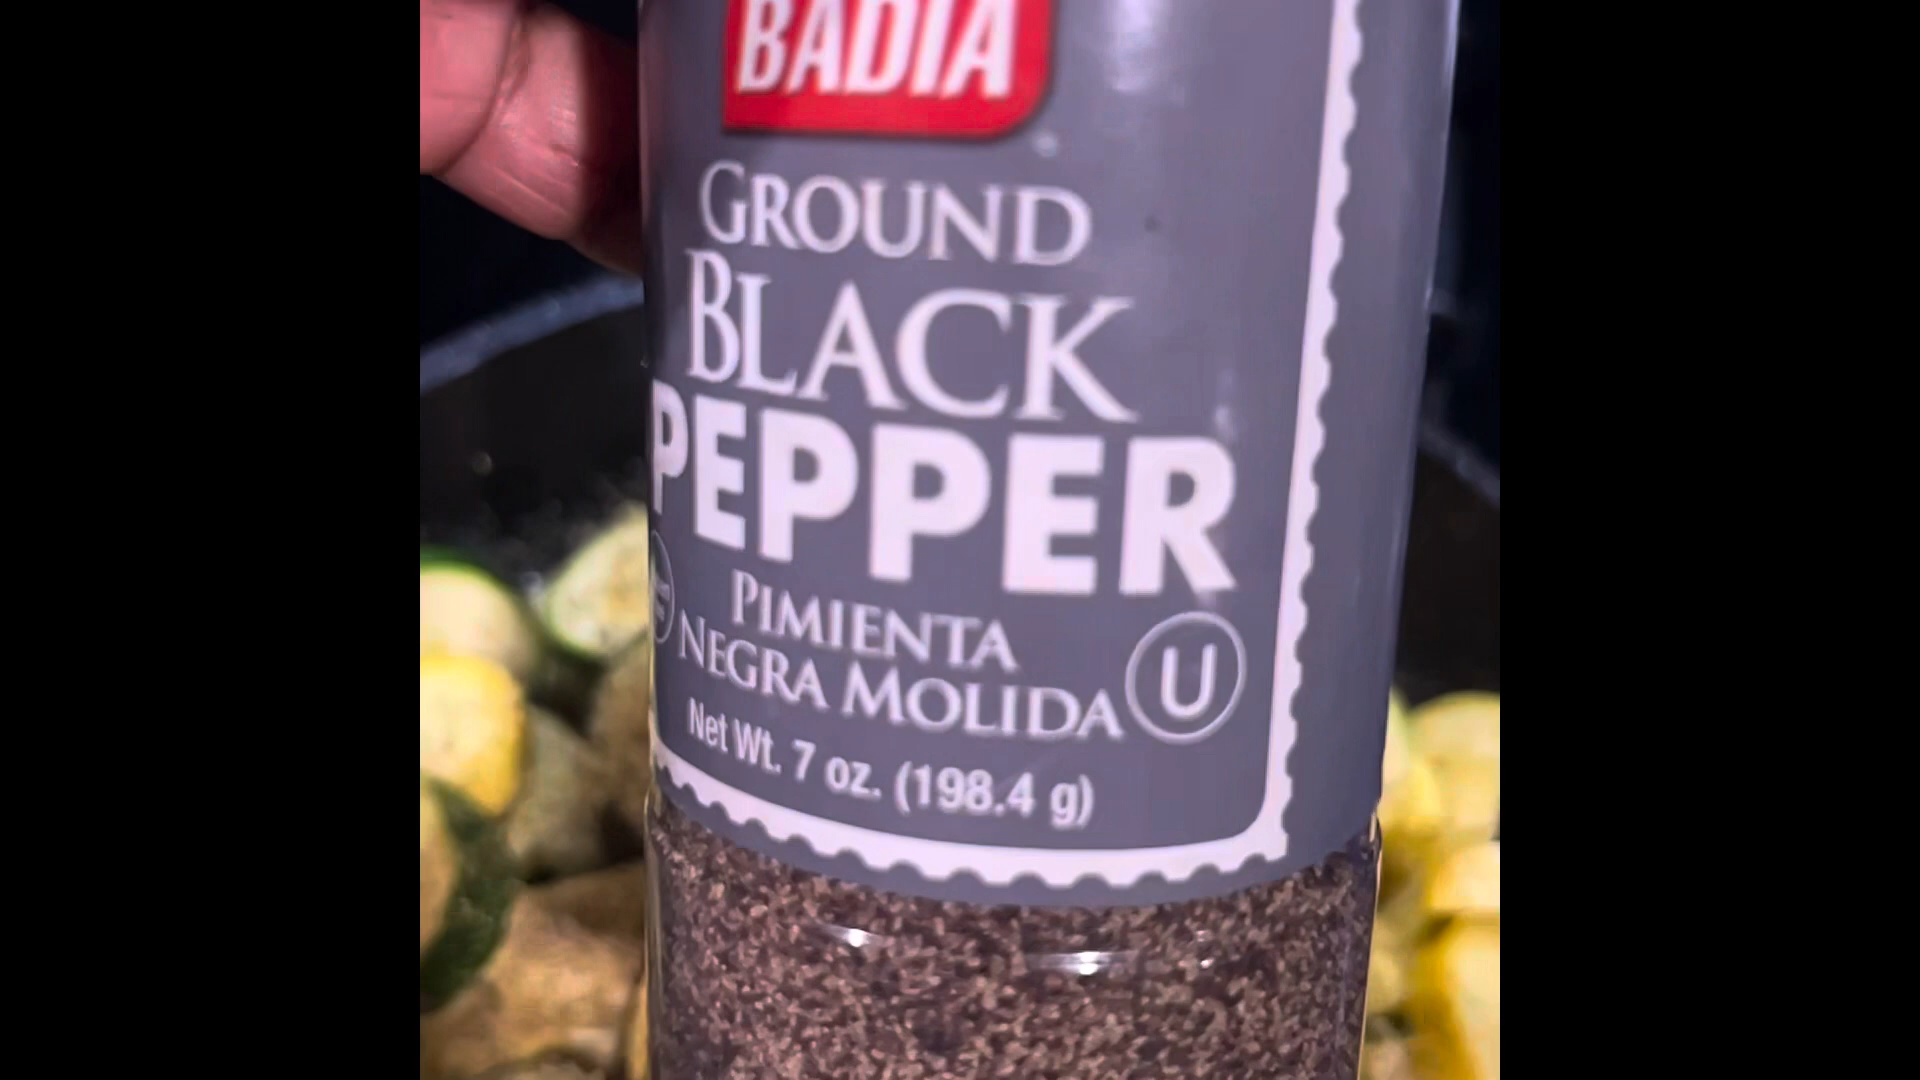 BADIA
GROUND
BLACK
PEPPER
PIMIENTA
NEGRA MOLIDA
U
Net Wt. 7 oz. (198.4 g)